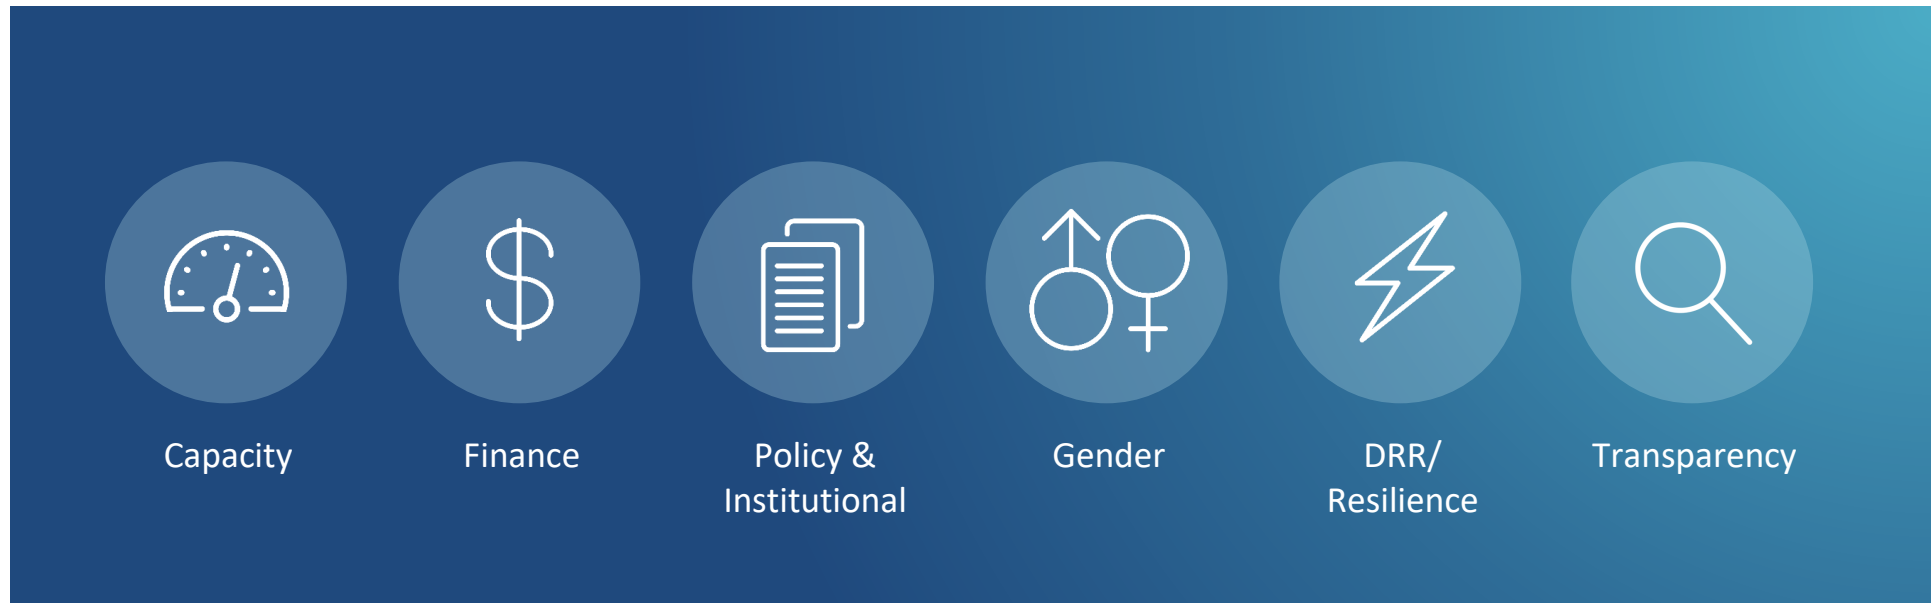 Capacity
Finance
Policy &
Institutional
Gender
DRR/
Resilience
Transparency